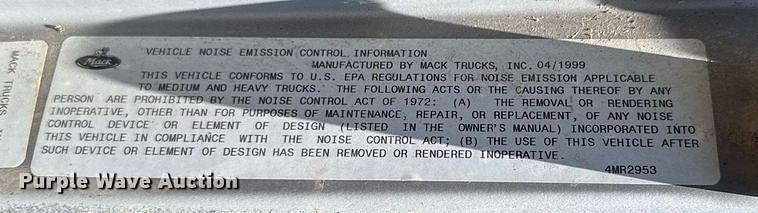 Mack
VEHICLE NOISE EMISSION CONTROL INFORMATION
MANUFACTURED BY MACK TRUCKS, INC. 04/1999
THIS VEHICLE CONFORMS TO U.S. EPA REGULATIONS FOR NOISE EMISSION APPLICABLE
TO MEDIUM AND HEAVY TRUCKS. THE FOLLOWING ACTS OR THE CAUSING THEREOF BY ANY
PERSON ARE PROHIBITED BY THE NOISE CONTROL ACT OF 1972: (A) THE REMOVAL OR RENDERING
INOPERATIVE, OTHER THAN FOR PURPOSES OF MAINTENANCE, REPAIR, OR REPLACEMENT, OF ANY NOISE
CONTROL DEVICE OR ELEMENT OF DESIGN (LISTED IN THE OWNER'S MANUAL) INCORPORATED INTO
THIS VEHICLE IN COMPLIANCE WITH THE NOISE CONTROL ACT; (B) THE USE OF THIS VEHICLE AFTER
SUCH DEVICE OR ELEMENT OF DESIGN HAS BEEN REMOVED OR RENDERED INOPERATIVE.
4MR2953
MACK TRUCKS
Purple Wave Auction